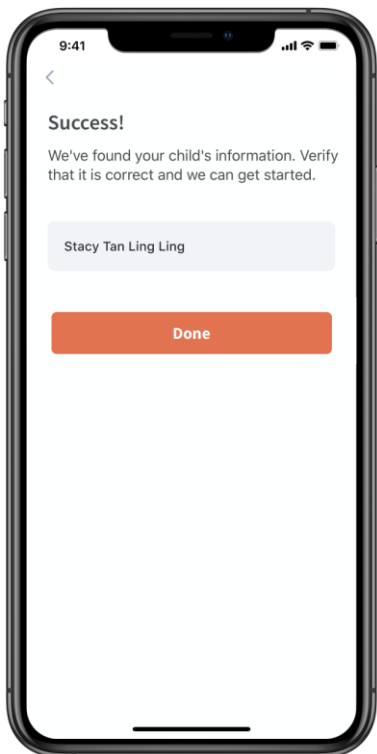 9:41
Success!
We've found your child's information. Verify
that it is correct and we can get started.
Stacy Tan Ling Ling
Done